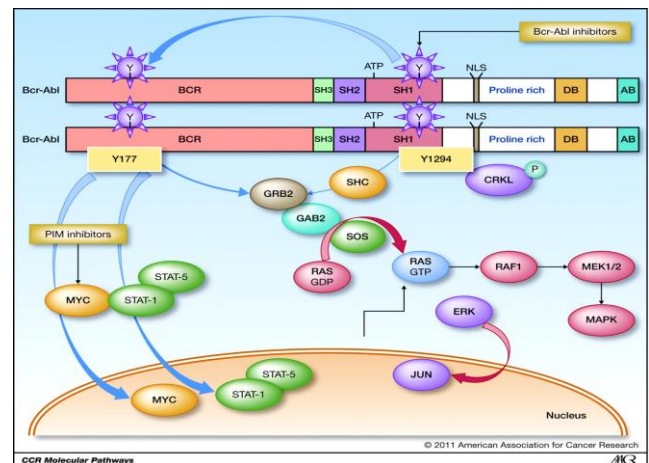 Bcr-Abl inhibitors
Y
Y
ATP
NLS
Bcr-Abl
BCR
SH3
SH2
SH1
Proline rich
DB
AB
Y
Y
ATP
NLS
Bcr-Abl
BCR
SH3
SH2
SH1
Proline rich
DB
AB
Y177
Y1294
GRB2
SHC
CRKL
P
GAB2
SOS
PIM inhibitors
STAT-5
MYC
STAT-1
RAS
GDP
RAS
GTP
RAF1
MEK1/2
ERK
MAPK
JUN
STAT-5
MYC
STAT-1
Nucleus
© 2011 American Association for Cancer Research
CCR Molecular Pathways
AACR